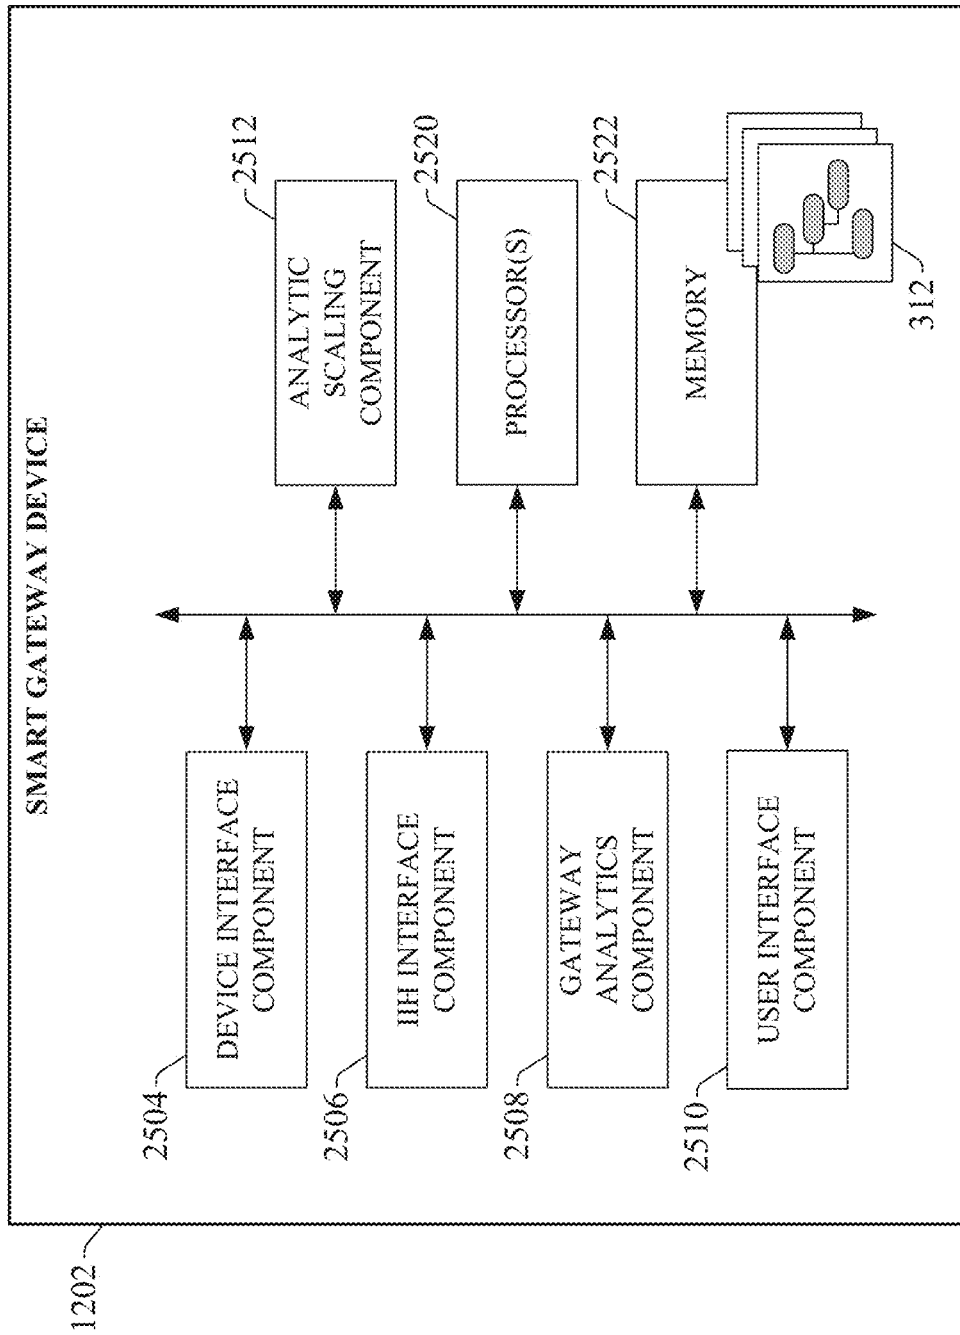 1202
SMART GATEWAY DEVICE
2504
DEVICE INTERFACE
COMPONENT
2506
IIH INTERFACE
COMPONENT
2508
GATEWAY
ANALYTICS
COMPONENT
2510
USER INTERFACE
COMPONENT
2512
ANALYTIC
SCALING
COMPONENT
2520
PROCESSOR(S)
2522
MEMORY
312